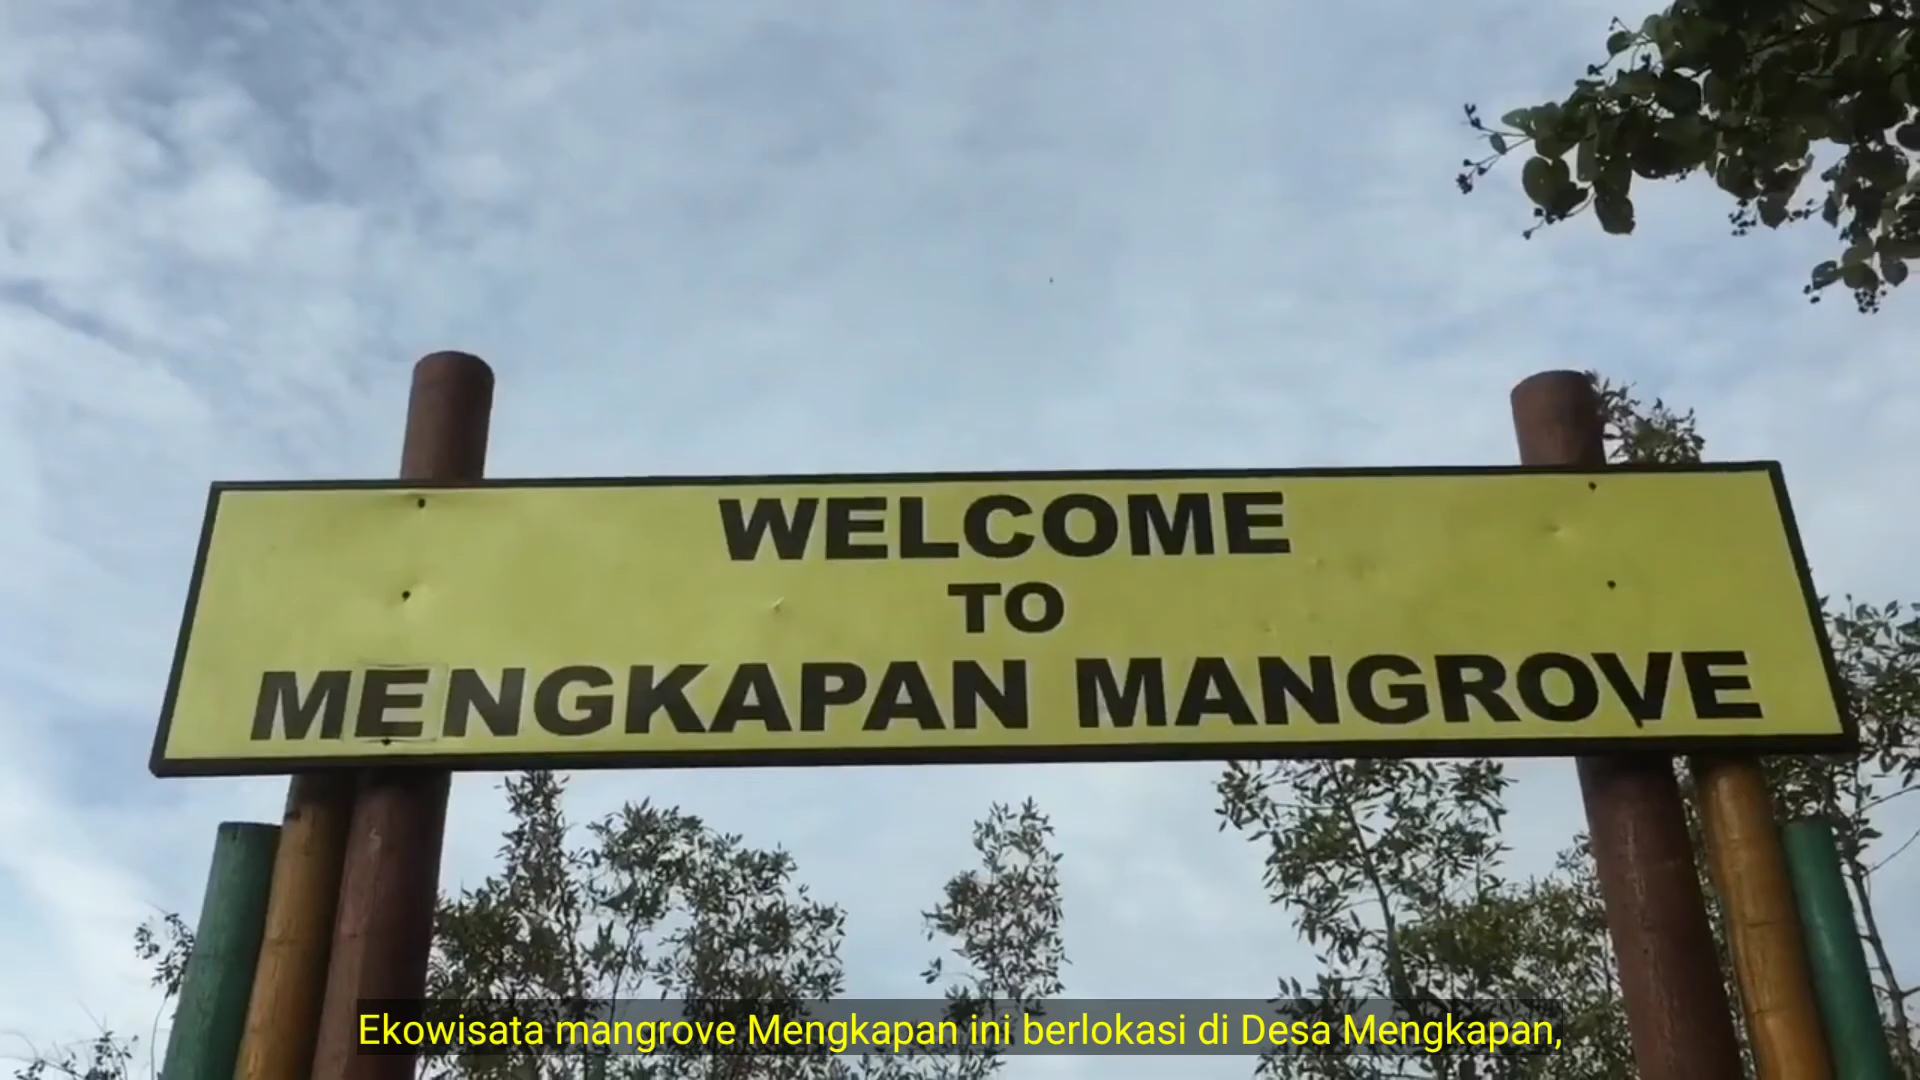 WELCOME
TO
MENGKAPAN MANGROVE
Ekowisata mangrove Mengkapan ini berlokasi di Desa Mengkapan,